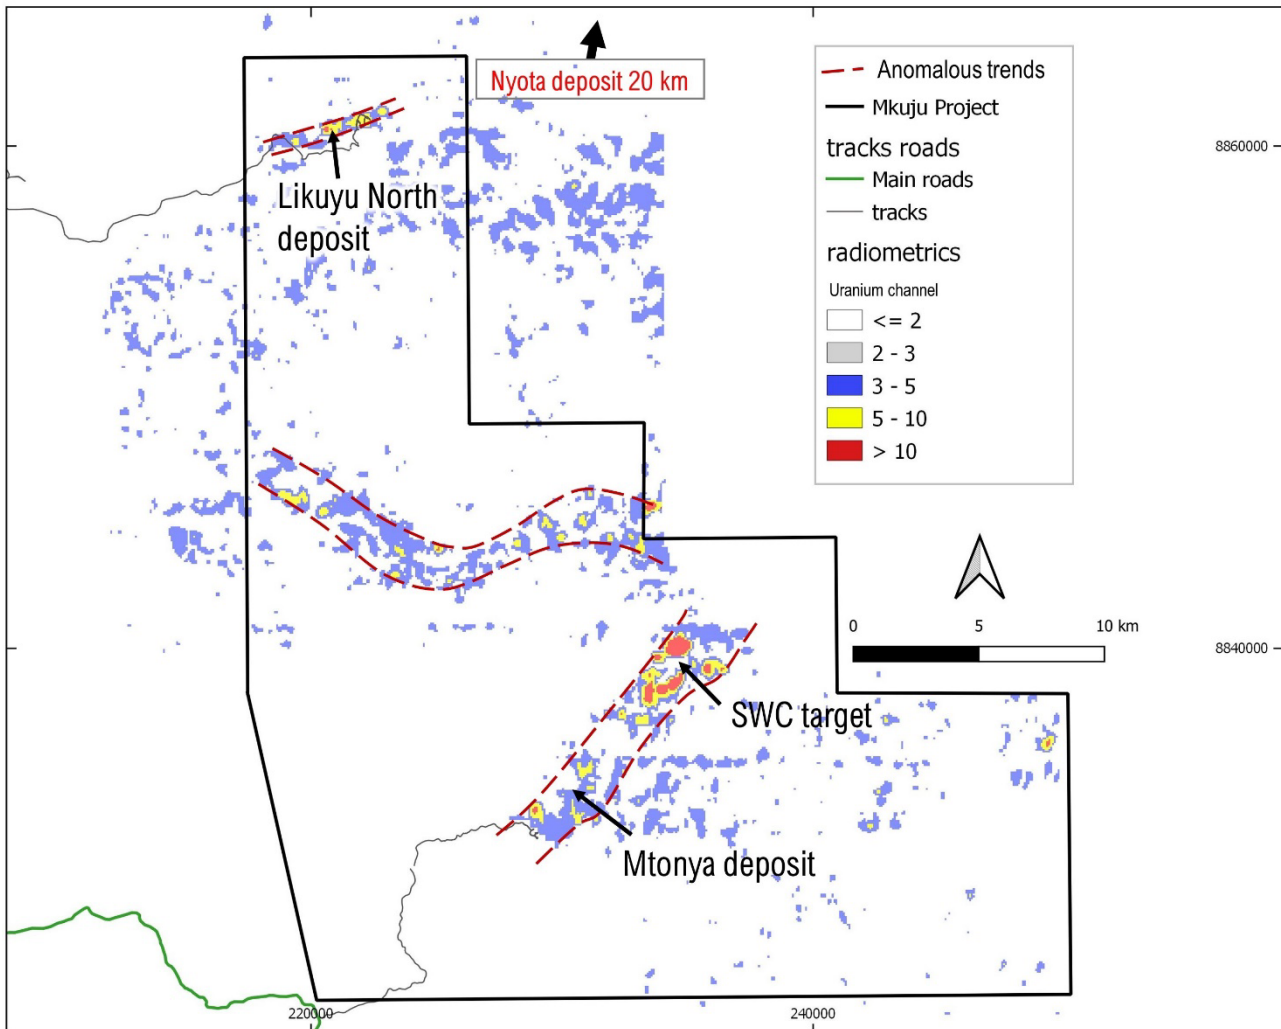 Nyota deposit 20 km
Anomalous trends
Mkuju Project
tracks roads
Main roads
tracks
radiometrics
Uranium channel
<= 2
2 - 3
3 - 5
5 - 10
> 10
8860000
Likuyu North
deposit
0 5 10 km
8840000
SWC target
Mtonya deposit
220000 240000